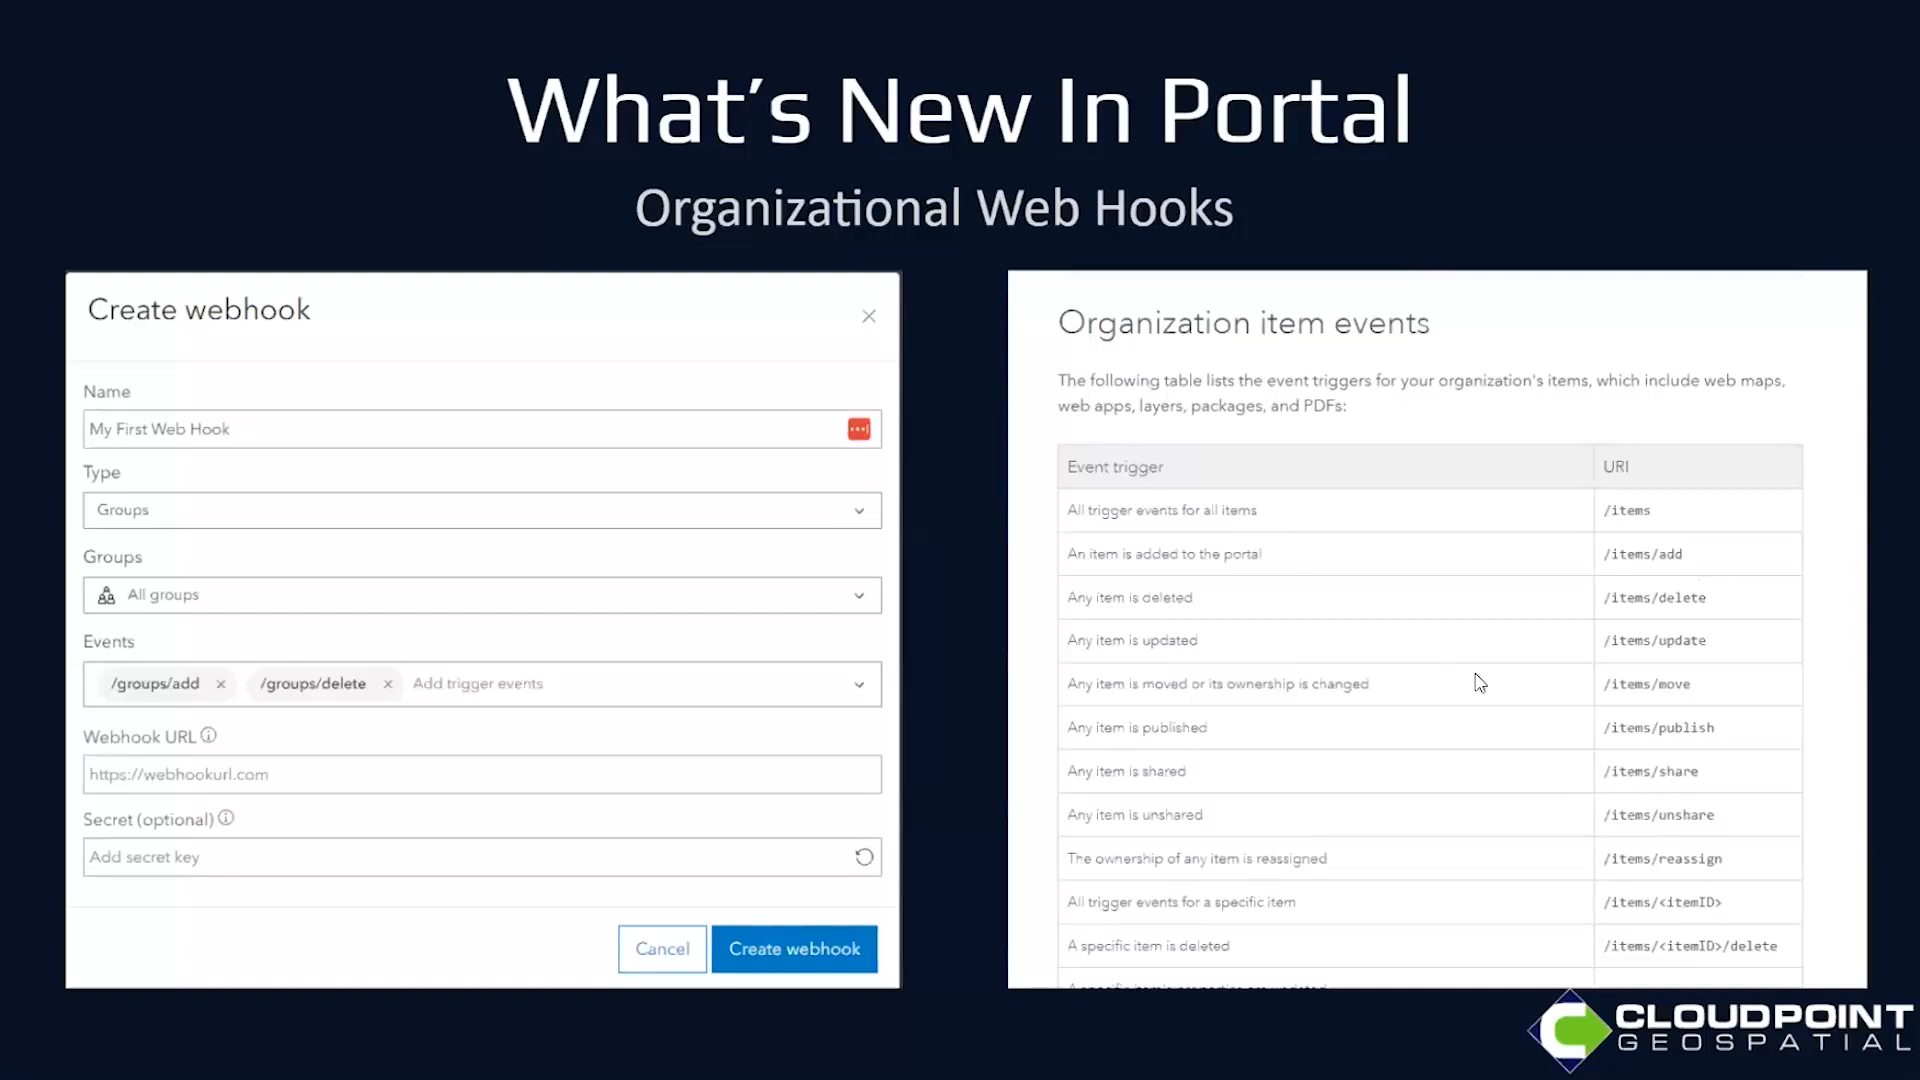 What's New In Portal
Organizational Web Hooks
Create webhook
Name
My First Web Hook
Type
Groups
Groups
All groups
Events
/groups/add
/groups/delete
Add trigger events
Webhook URL
https://webhookurl.com
Secret (optional)
Add secret key
Cancel
Create webhook
Organization item events
The following table lists the event triggers for your organization's items, which include web maps,
web apps, layers, packages, and PDFs:
Event trigger URI
All trigger events for all items /items
An item is added to the portal /items/add
Any item is deleted /items/delete
Any item is updated /items/update
Any item is moved or its ownership is changed /items/move
Any item is published /items/publish
Any item is shared /items/share
Any item is unshared /items/unshare
The ownership of any item is reassigned /items/reassign
All trigger events for a specific item /items/<itemID>
A specific item is deleted /items/<itemID>/delete
CLOUDPOINT
GEOSPATIAL